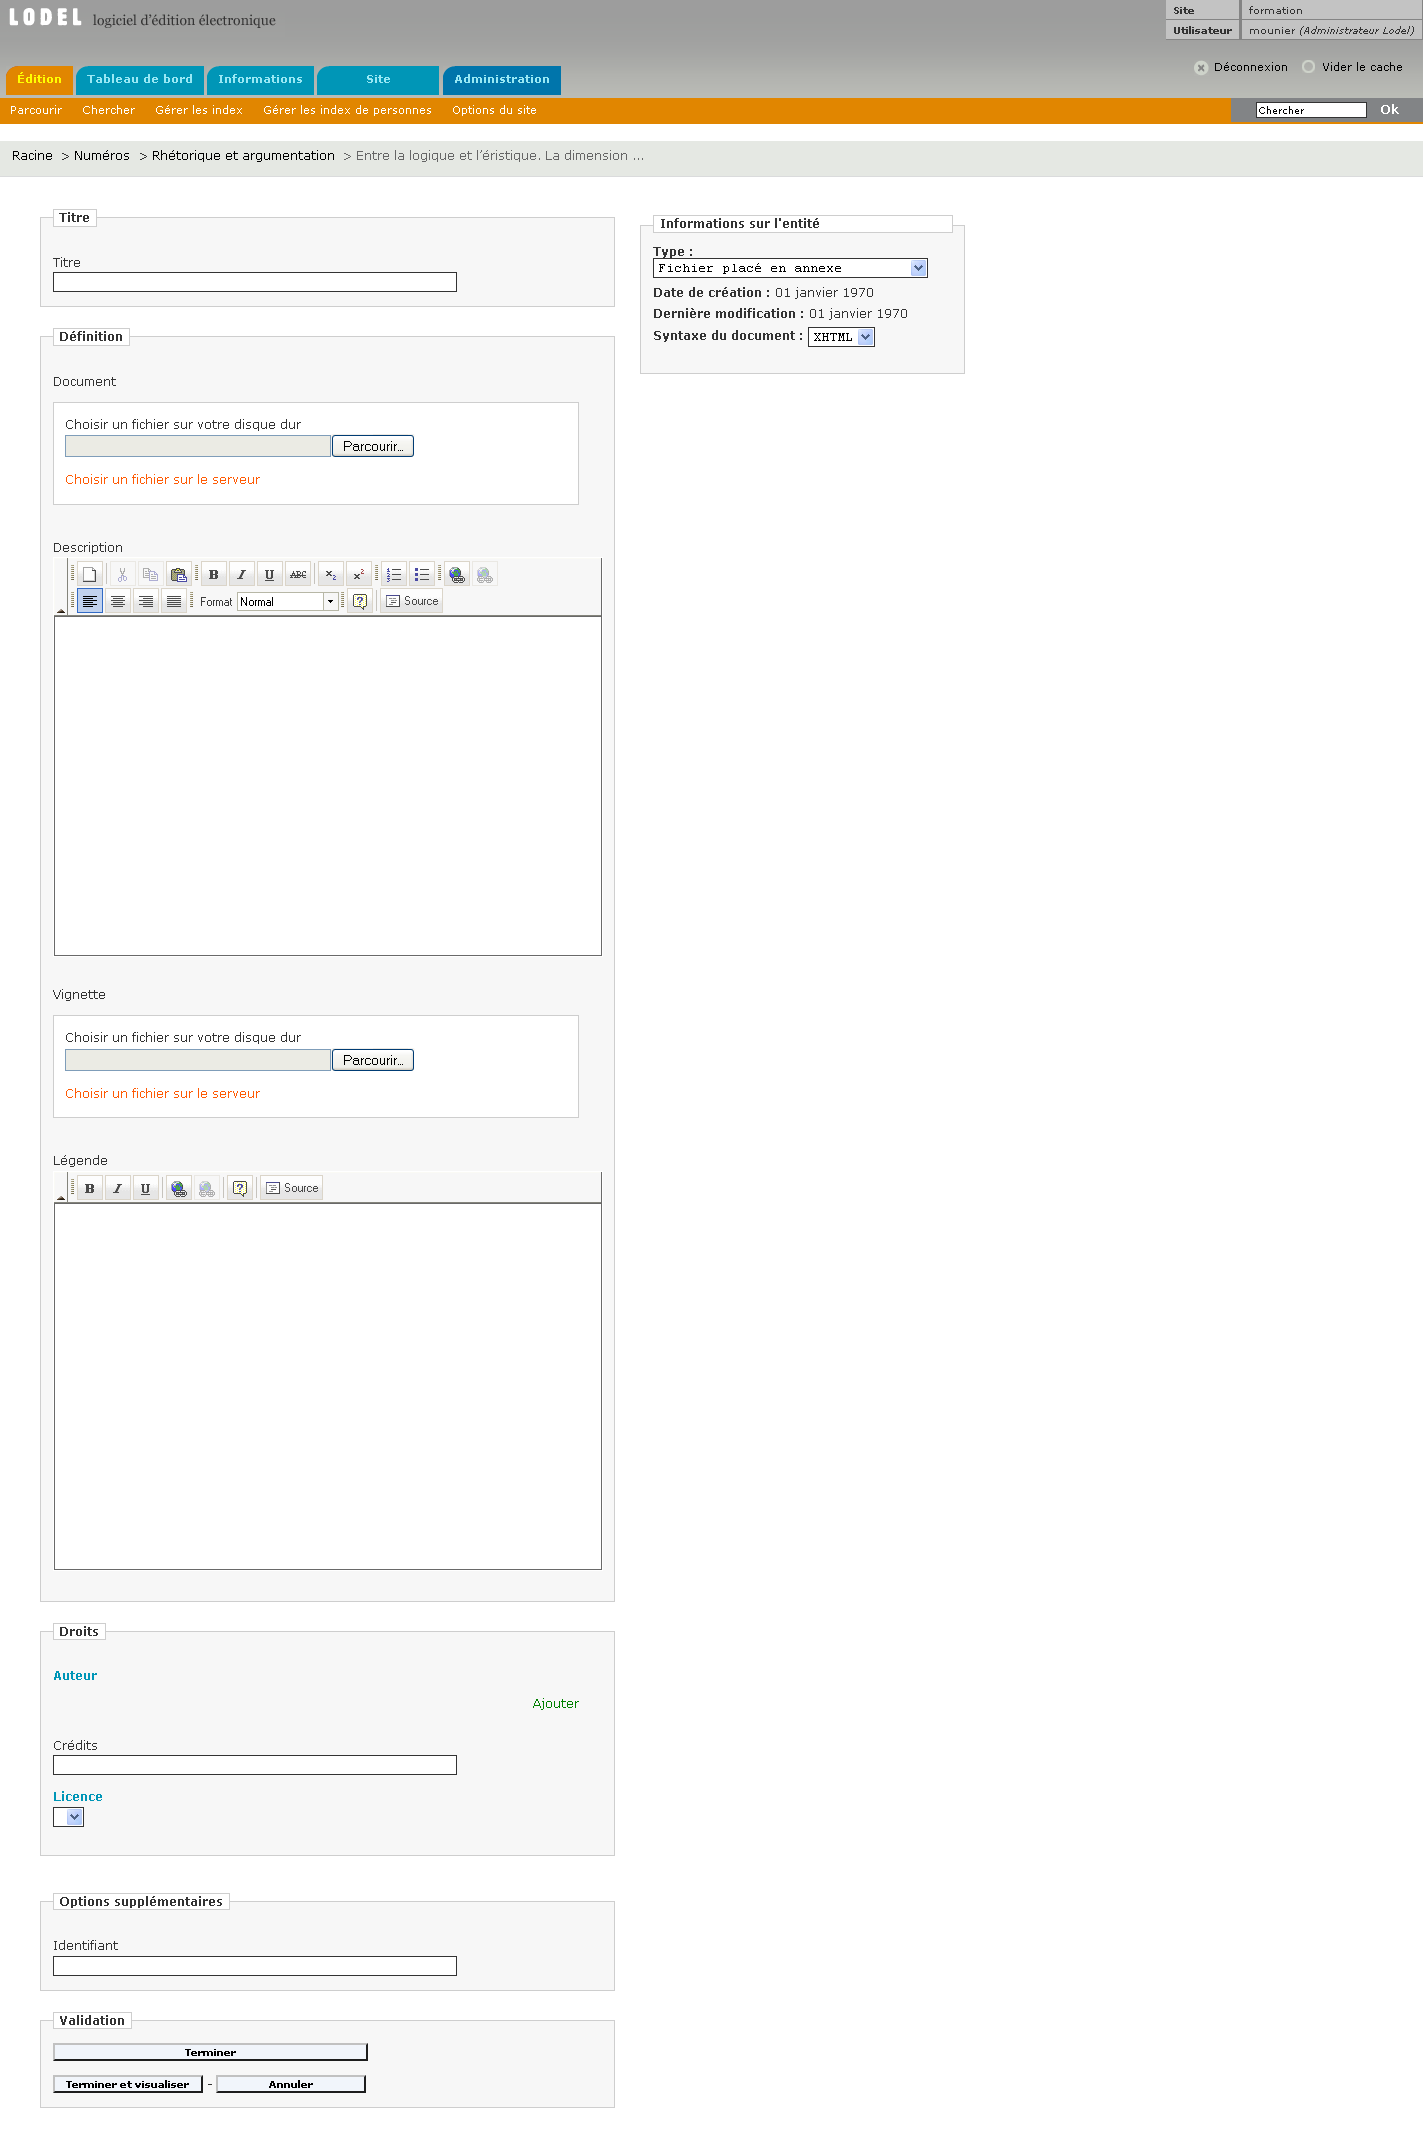 LODEL logiciel d'édition électronique
Site formation
Utilisateur mounier (Administrateur Lodel)
Déconnexion Vider le cache
Édition Tableau de bord Informations Site Administration
Parcourir Chercher Gérer les index Gérer les index de personnes Options du site Chercher Ok
Racine > Numéros > Rhétorique et argumentation > Entre la logique et l'éristique. La dimension ...
Titre
Titre
Informations sur l'entité
Type :
Fichier placé en annexe
Date de création : 01 janvier 1970
Dernière modification : 01 janvier 1970
Syntaxe du document : XHTML
Définition
Document
Choisir un fichier sur votre disque dur
Parcourir...
Choisir un fichier sur le serveur
Description
B I U ABC x2 x2
Format Normal Source
Vignette
Choisir un fichier sur votre disque dur
Parcourir...
Choisir un fichier sur le serveur
Légende
B I U Source
Droits
Auteur
Ajouter
Crédits
Licence
Options supplémentaires
Identifiant
Validation
Terminer
Terminer et visualiser - Annuler